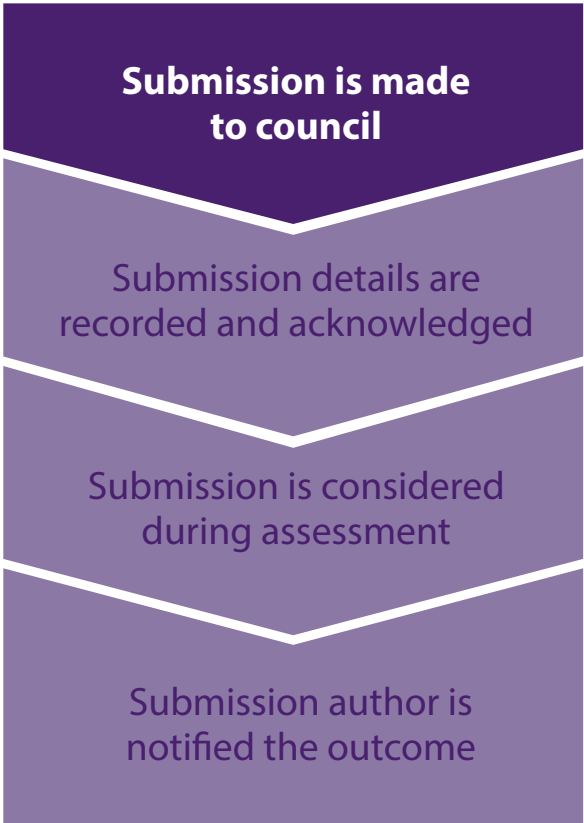 Submission is made
to council
Submission details are
recorded and acknowledged
Submission is considered
during assessment
Submission author is
notified the outcome